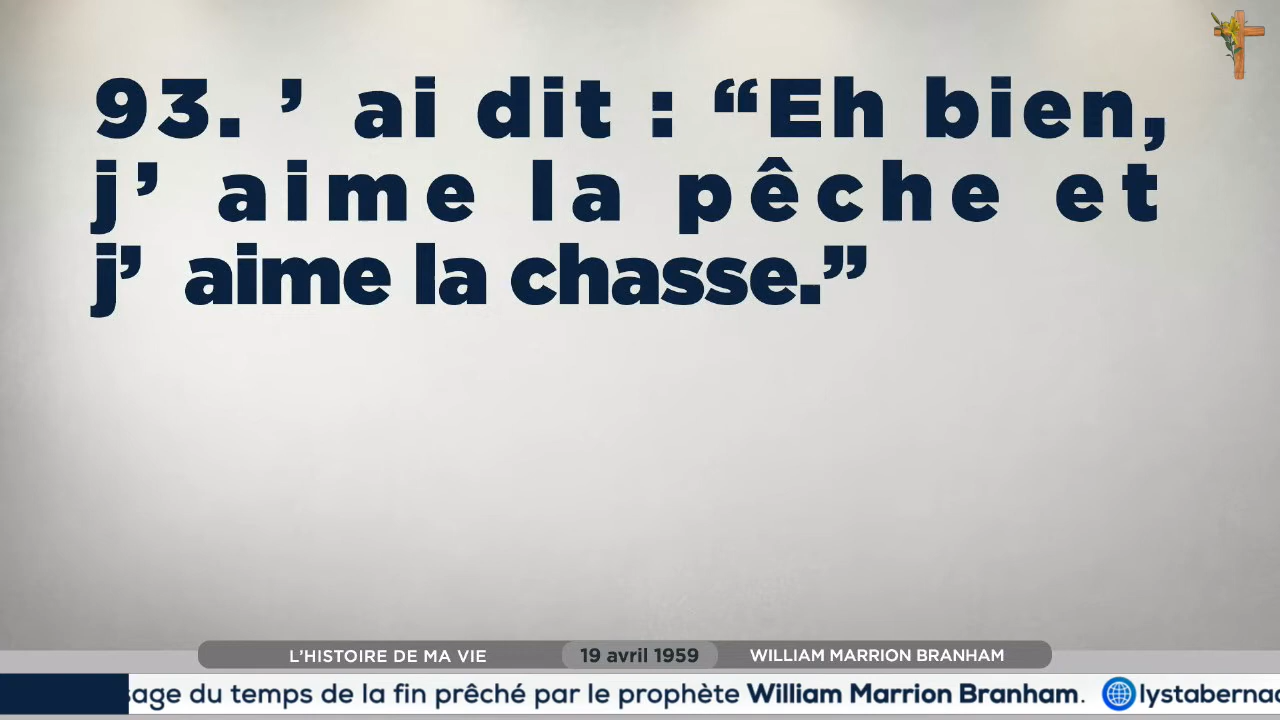 93. ’ ai dit : “Eh bien,
j’ aime la pêche et
j’ aime la chasse.”
L’HISTOIRE DE MA VIE 19 avril 1959 WILLIAM MARRION BRANHAM
sage du temps de la fin prêché par le prophète William Marrion Branham. lystabernac